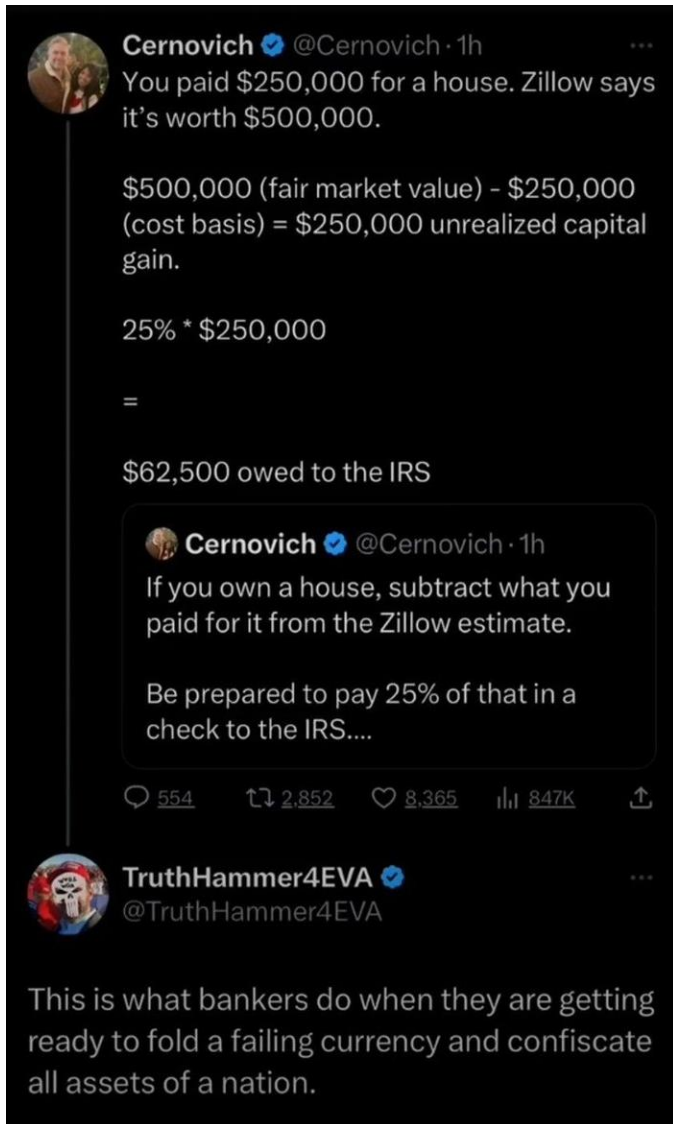 Cernovich @Cernovich · 1h
You paid $250,000 for a house. Zillow says
it's worth $500,000.
$500,000 (fair market value) - $250,000
(cost basis) = $250,000 unrealized capital
gain.
25% * $250,000
=
$62,500 owed to the IRS
Cernovich @Cernovich · 1h
If you own a house, subtract what you
paid for it from the Zillow estimate.
Be prepared to pay 25% of that in a
check to the IRS....
554 2,852 8,365 847K
TruthHammer4EVA
@TruthHammer4EVA
This is what bankers do when they are getting
ready to fold a failing currency and confiscate
all assets of a nation.